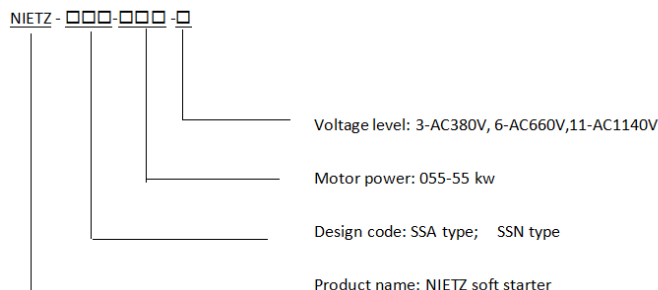 NIETZ - □□□-□□□ -□
Voltage level: 3-AC380V, 6-AC660V,11-AC1140V
Motor power: 055-55 kw
Design code: SSA type; SSN type
Product name: NIETZ soft starter